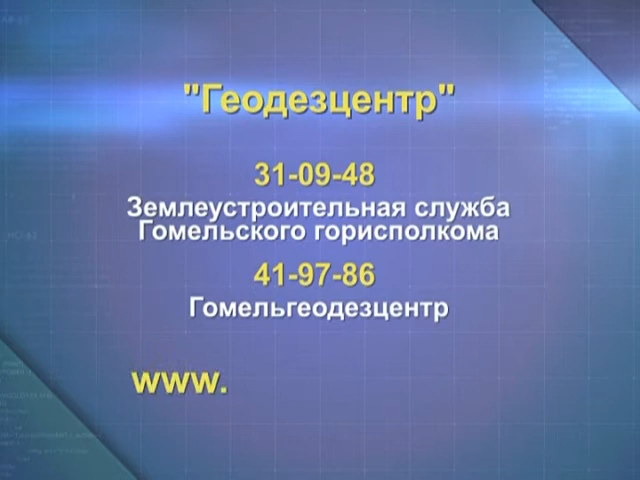 "Геодезцентр"
31-09-48
Землеустроительная служба
Гомельского горисполкома
41-97-86
Гомельгеодезцентр
www.